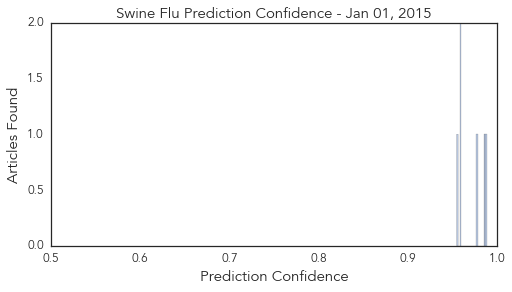 Swine Flu Prediction Confidence - Jan 01, 2015
Articles Found
2.0
1.5
1.0
0.5
0.0
0.5 0.6 0.7 0.8 0.9 1.0
Prediction Confidence